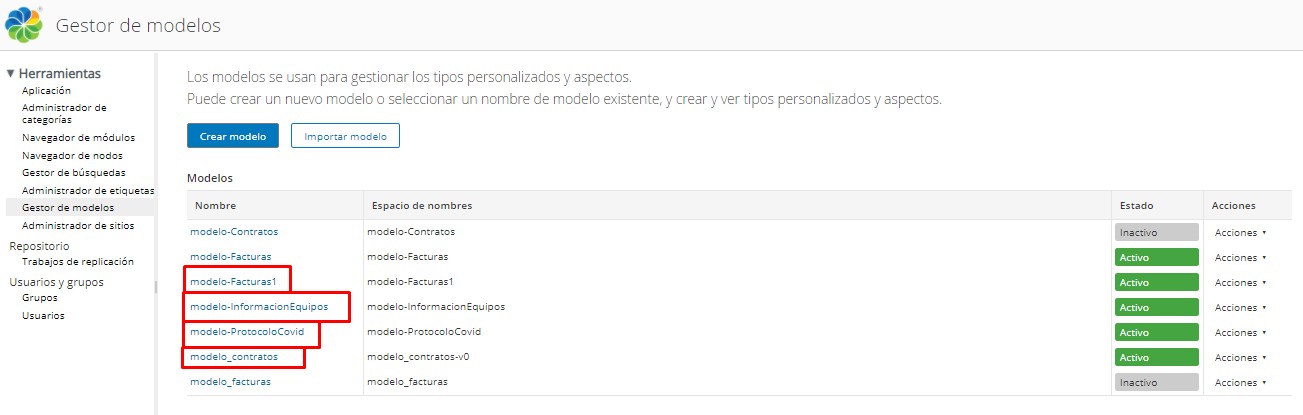 Gestor de modelos
Herramientas
Aplicación
Administrador de
categorías
Navegador de módulos
Navegador de nodos
Gestor de búsquedas
Administrador de etiquetas
Gestor de modelos
Administrador de sitios
Repositorio
Trabajos de replicación
Usuarios y grupos
Grupos
Usuarios
Los modelos se usan para gestionar los tipos personalizados y aspectos.
Puede crear un nuevo modelo o seleccionar un nombre de modelo existente, y crear y ver tipos personalizados y aspectos.
Crear modelo Importar modelo
Modelos
Nombre Espacio de nombres Estado Acciones
modelo-Contratos modelo-Contratos Inactivo Acciones
modelo-Facturas modelo-Facturas Activo Acciones
modelo-Facturas1 modelo-Facturas1 Activo Acciones
modelo-InformacionEquipos modelo-InformacionEquipos Activo Acciones
modelo-ProtocoloCovid modelo-ProtocoloCovid Activo Acciones
modelo_contratos modelo_contratos-v0 Activo Acciones
modelo_facturas modelo_facturas Inactivo Acciones